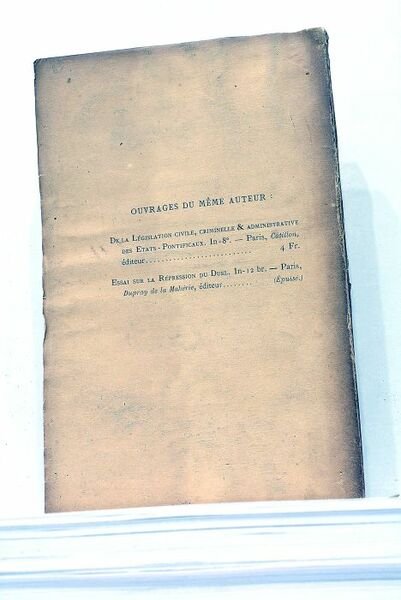 OUVRAGES DU MÊME AUTEUR :
DE LA LÉGISLATION CIVILE, CRIMINELLE & ADMINISTRATIVE
DES ETATS-PONTIFICAUX. In-8°. — Paris, Cotillon,
éditeur........................... 4 Fr.
ESSAI SUR LA RÉPRESSION DU DUEL. In-12 br. — Paris,
Dupray de la Mahérie, éditeur........ (Épuisé.)